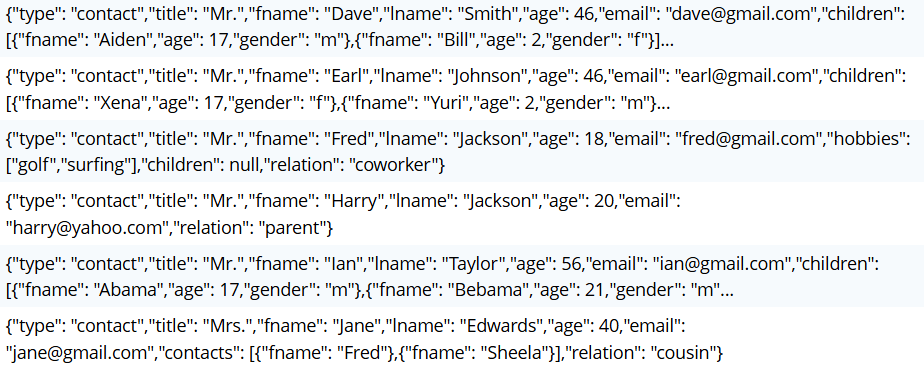 {"type": "contact","title": "Mr.","fname": "Dave","lname": "Smith","age": 46,"email": "dave@gmail.com","children":
[{"fname": "Aiden","age": 17,"gender": "m"},{"fname": "Bill","age": 2,"gender": "f"}]...
{"type": "contact","title": "Mr.","fname": "Earl","lname": "Johnson","age": 46,"email": "earl@gmail.com","children":
[{"fname": "Xena","age": 17,"gender": "f"},{"fname": "Yuri","age": 2,"gender": "m"}...
{"type": "contact","title": "Mr.","fname": "Fred","lname": "Jackson","age": 18,"email": "fred@gmail.com","hobbies":
["golf","surfing"],"children": null,"relation": "coworker"}
{"type": "contact","title": "Mr.","fname": "Harry","lname": "Jackson","age": 20,"email":
"harry@yahoo.com","relation": "parent"}
{"type": "contact","title": "Mr.","fname": "Ian","lname": "Taylor","age": 56,"email": "ian@gmail.com","children":
[{"fname": "Abama","age": 17,"gender": "m"},{"fname": "Bebama","age": 21,"gender": "m"...
{"type": "contact","title": "Mrs.","fname": "Jane","lname": "Edwards","age": 40,"email":
"jane@gmail.com","contacts": [{"fname": "Fred"},{"fname": "Sheela"}],"relation": "cousin"}